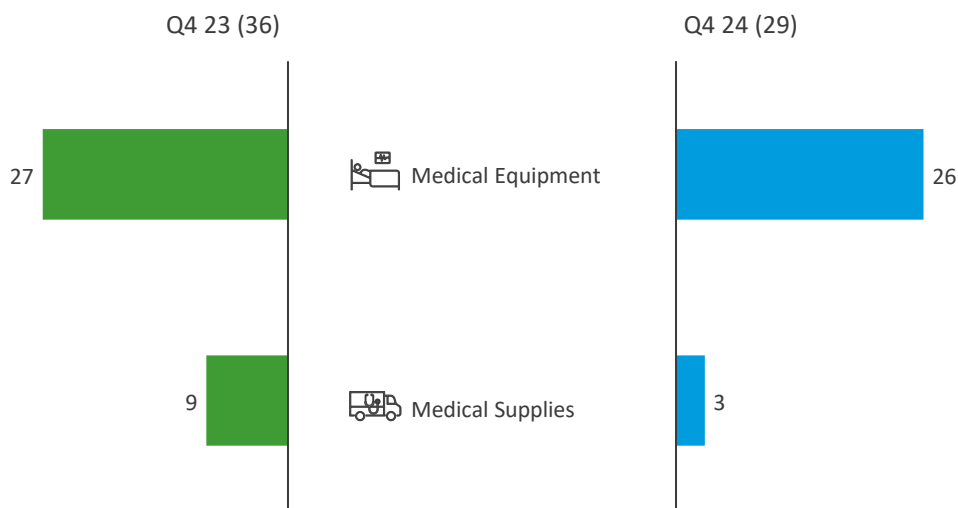 Q4 23 (36)
Q4 24 (29)
27
Medical Equipment
26
9
Medical Supplies
3